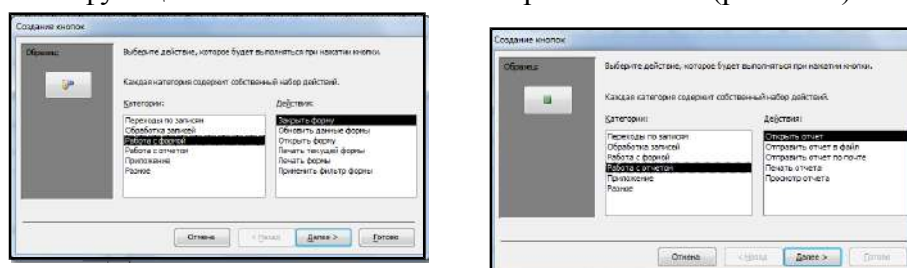 Создание кнопок
Образец:
Выберите действие, которое будет выполняться при нажатии кнопки.
Каждая категория содержит собственный набор действий.
Категории:
Действия:
Переходы по записям
Обработка записей
Работа с формой
Работа с отчетом
Приложение
Разное
Закрыть форму
Обновить данные формы
Открыть форму
Печать текущей формы
Печать формы
Применить фильтр формы
Отмена
< Назад
Далее >
Готово
Создание кнопок
Образец:
Выберите действие, которое будет выполняться при нажатии кнопки.
Каждая категория содержит собственный набор действий.
Категории:
Действия:
Переходы по записям
Обработка записей
Работа с формой
Работа с отчетом
Приложение
Разное
Открыть отчет
Отправить отчет в файл
Отправить отчет по почте
Печать отчета
Просмотр отчета
Отмена
< Назад
Далее >
Готово